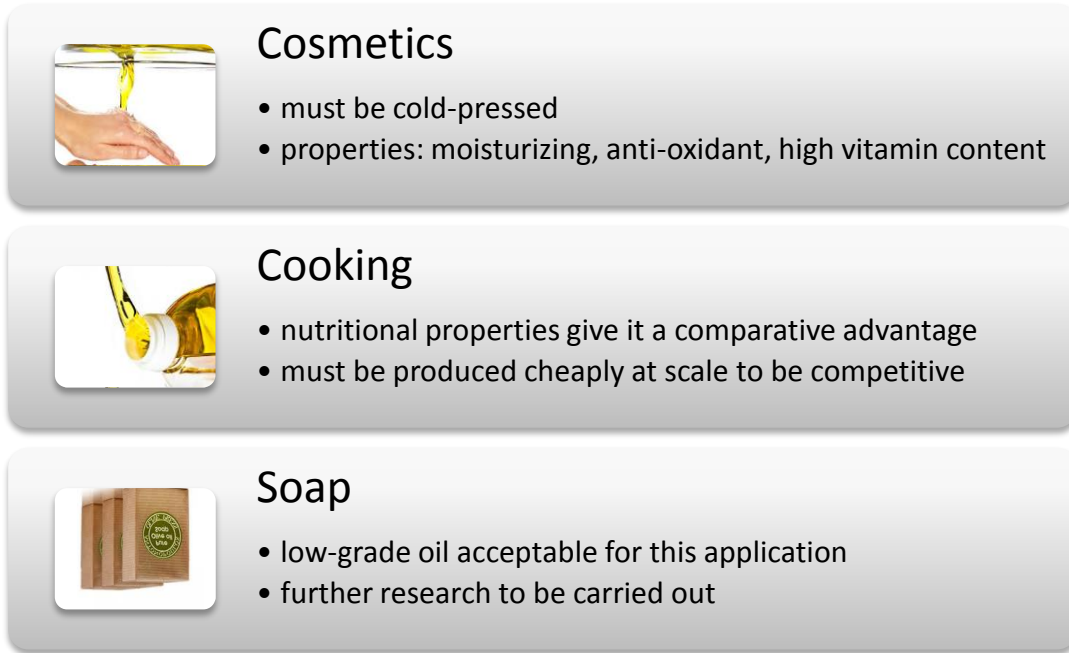 Cosmetics
• must be cold-pressed
• properties: moisturizing, anti-oxidant, high vitamin content
Cooking
• nutritional properties give it a comparative advantage
• must be produced cheaply at scale to be competitive
Soap
• low-grade oil acceptable for this application
• further research to be carried out